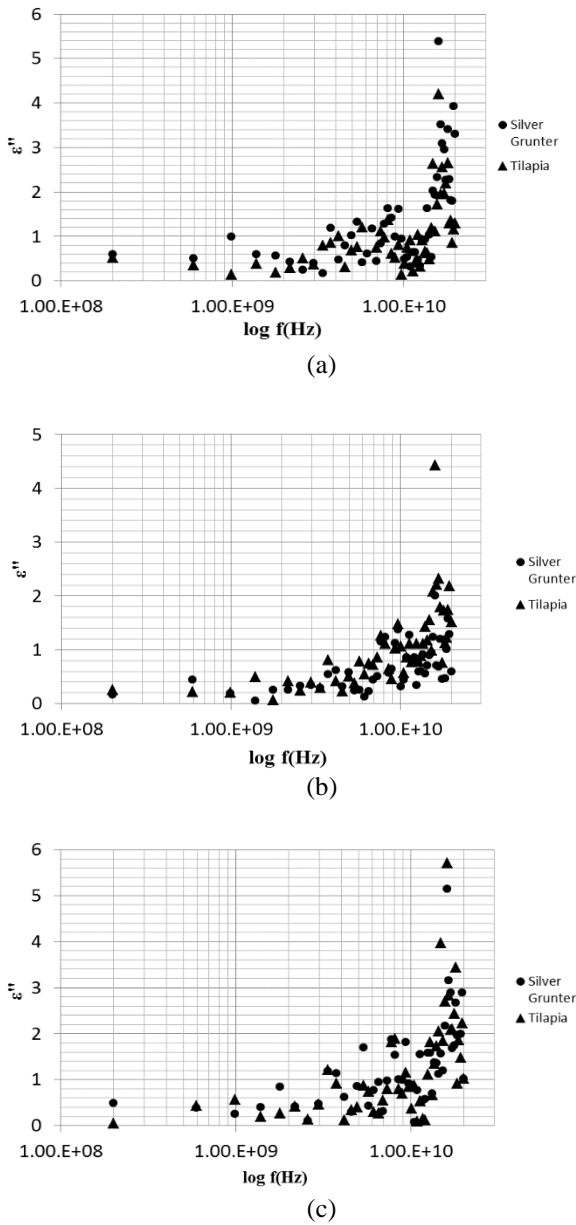 6
5
4
3
2
1
0
ε''
1.00.E+08 1.00.E+09 1.00.E+10
log f(Hz)
Silver
Grunter
Tilapia
(a)
5
4
3
2
1
0
ε''
1.00.E+08 1.00.E+09 1.00.E+10
log f(Hz)
Silver
Grunter
Tilapia
(b)
6
5
4
3
2
1
0
ε''
1.00.E+08 1.00.E+09 1.00.E+10
log f(Hz)
Silver
Grunter
Tilapia
(c)